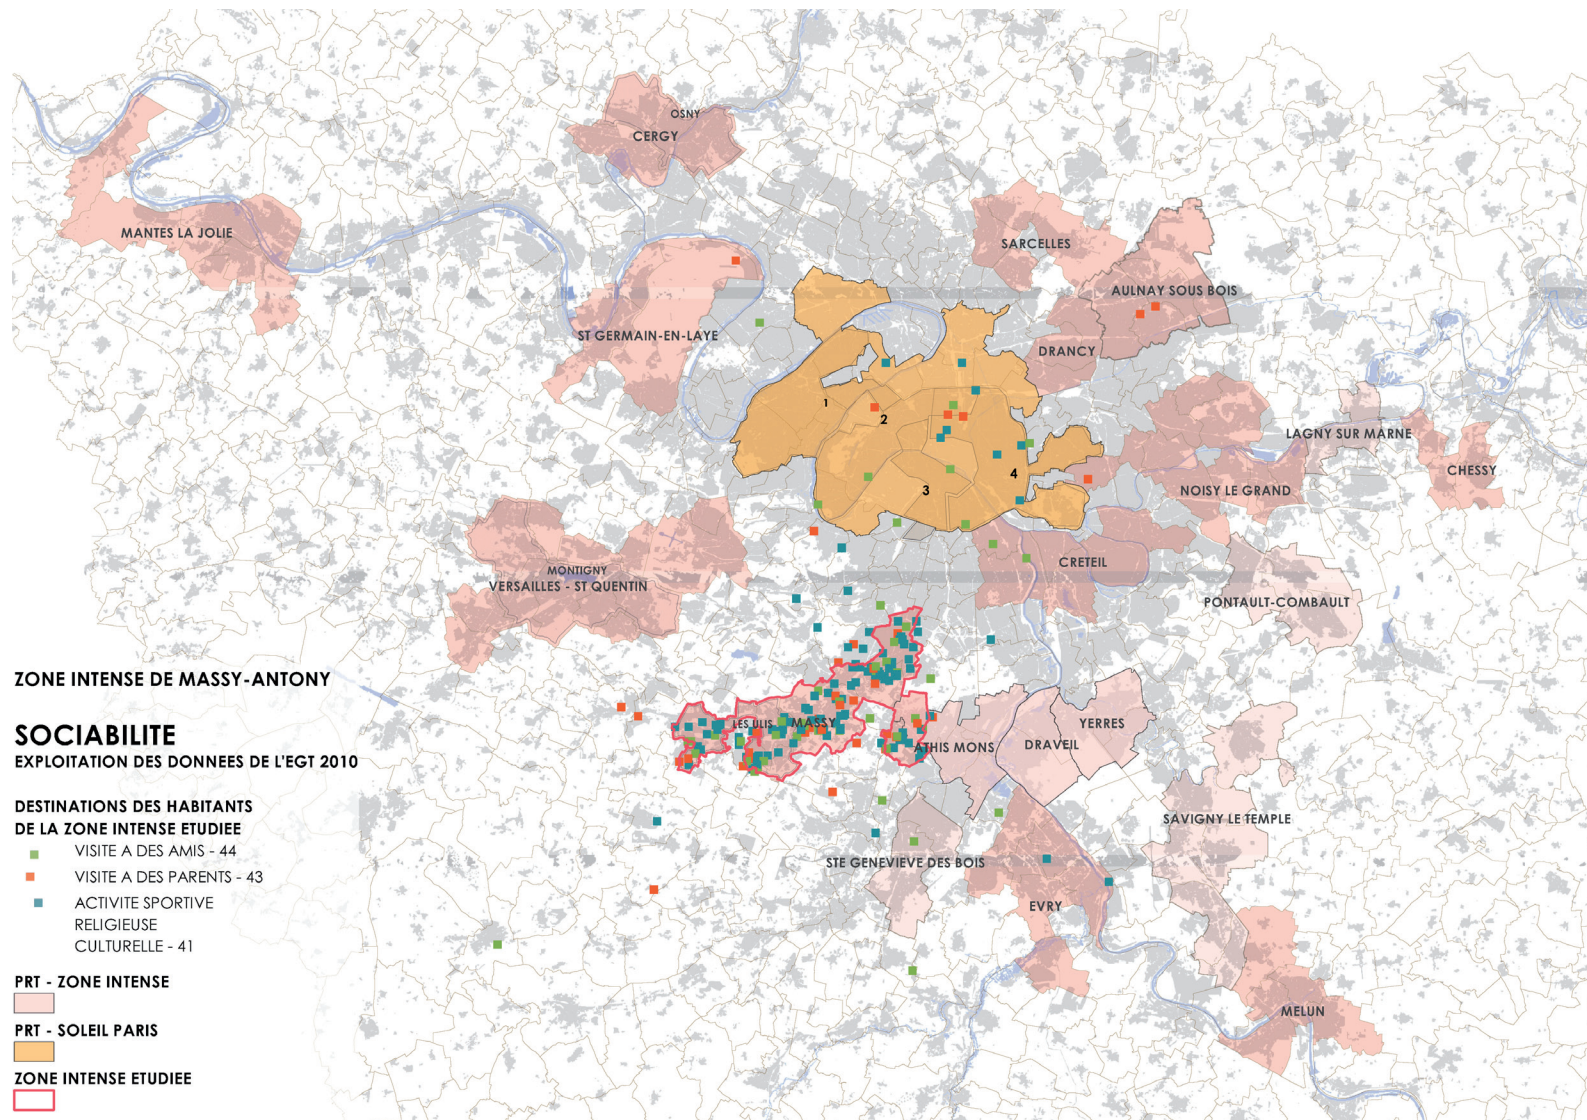 OSNY
CERGY
MANTES LA JOLIE
SARCELLES
AULNAY SOUS BOIS
ST GERMAIN-EN-LAYE
DRANCY
1
2
LAGNY SUR MARNE
CHESSY
4
3
NOISY LE GRAND
CRETEIL
MONTIGNY
VERSAILLES - ST QUENTIN
PONTAULT-COMBAULT
LES ULIS
MASSY
ATHIS MONS
DRAVEIL
YERRES
SAVIGNY LE TEMPLE
STE GENEVIEVE DES BOIS
EVRY
MELUN
ZONE INTENSE DE MASSY-ANTONY
SOCIABILITE
EXPLOITATION DES DONNEES DE L'EGT 2010
DESTINATIONS DES HABITANTS
DE LA ZONE INTENSE ETUDIEE
VISITE A DES AMIS - 44
VISITE A DES PARENTS - 43
ACTIVITE SPORTIVE
RELIGIEUSE
CULTURELLE - 41
PRT - ZONE INTENSE
PRT - SOLEIL PARIS
ZONE INTENSE ETUDIEE